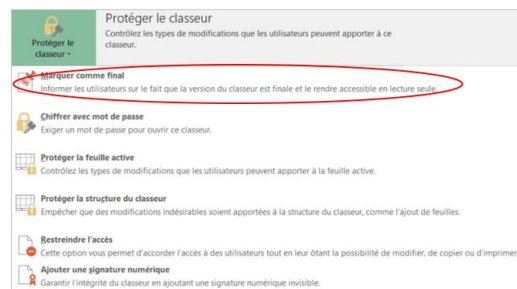 Protéger le classeur
Protéger le classeur
Contrôlez les types de modifications que les utilisateurs peuvent apporter à ce
classeur.
Marquer comme final
Informer les utilisateurs sur le fait que la version du classeur est finale et le rendre accessible en lecture seule.
Chiffrer avec mot de passe
Exiger un mot de passe pour ouvrir ce classeur.
Protéger la feuille active
Contrôlez les types de modifications que les utilisateurs peuvent apporter à la feuille active.
Protéger la structure du classeur
Empêcher que des modifications indésirables soient apportées à la structure du classeur, comme l'ajout de feuilles.
Restreindre l'accès
Cette option vous permet d'accorder l'accès à des utilisateurs tout en leur ôtant la possibilité de modifier, de copier ou d'imprimer
Ajouter une signature numérique
Garantir l'intégrité du classeur en ajoutant une signature numérique invisible.